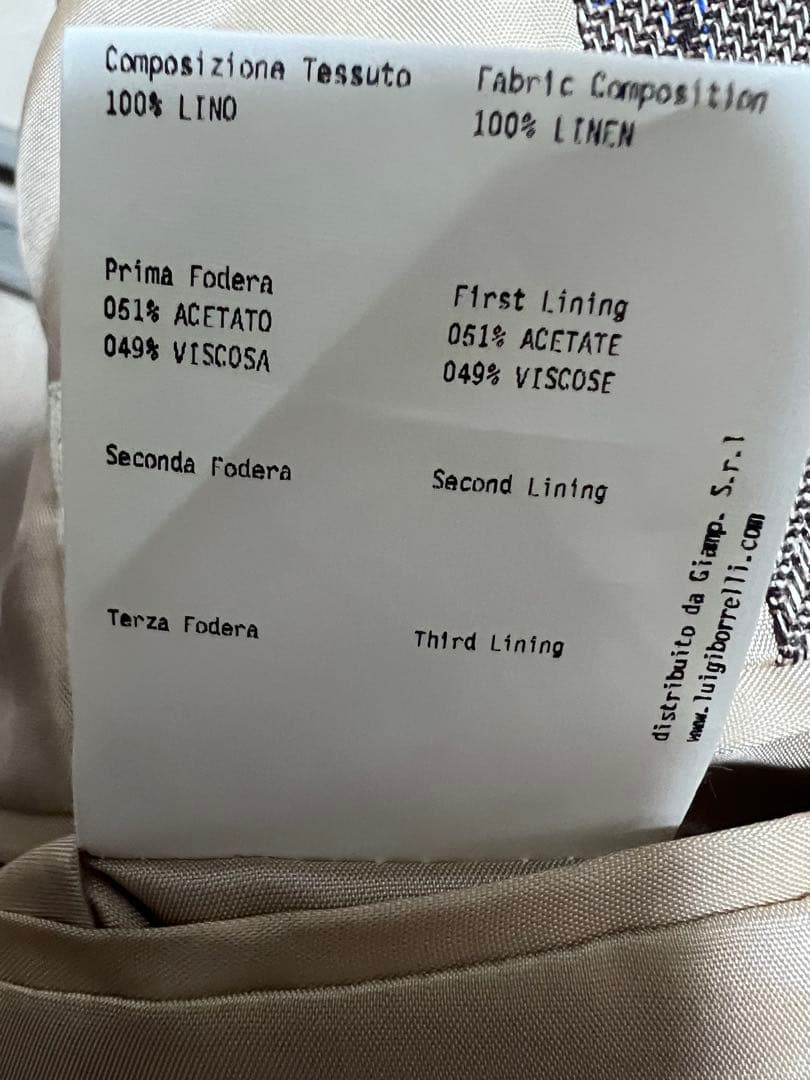 Composizione Tessuto
100% LINO
Fabric Composition
100% LINEN
Prima Fodera
051% ACETATO
049% VISCOSA
First Lining
051% ACETATE
049% VISCOSE
Seconda Fodera
Second Lining
Terza Fodera
Third Lining
distribuito da Giamp. S.r.l
www.luigiborrelli.com